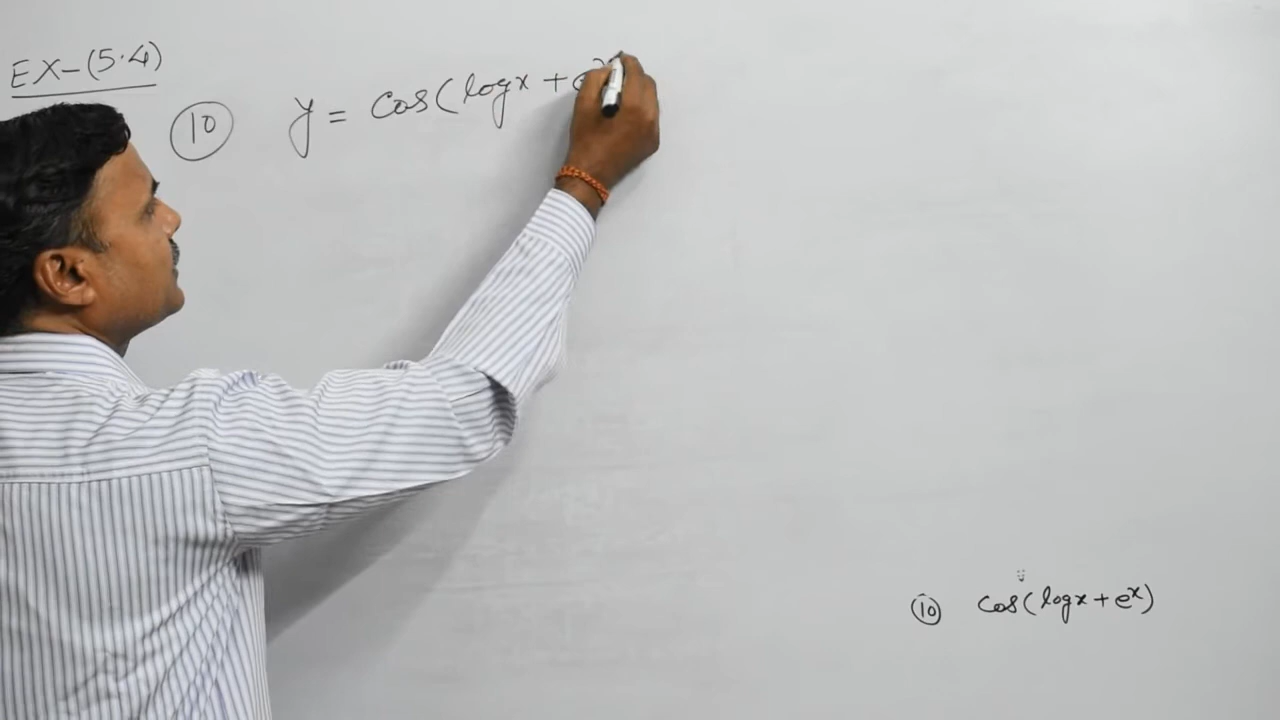 EX-(5.4)
(10) y = cos(log x + e^x
(10) cos(log x + e^x)